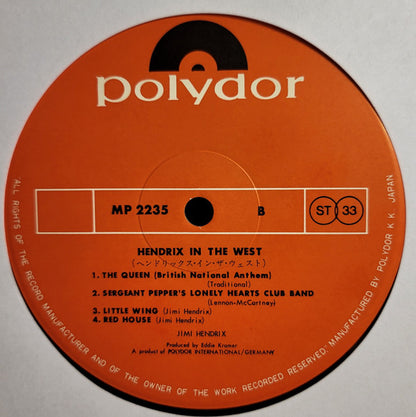 polydor
MP 2235
B
ST 33
HENDRIX IN THE WEST
(ヘンドリックス・イン・ザ・ウェスト)
1. THE QUEEN (British National Anthem)
(Traditional)
2. SERGEANT PEPPER'S LONELY HEARTS CLUB BAND
(Lennon-McCartney)
3. LITTLE WING (Jimi Hendrix)
4. RED HOUSE (Jimi Hendrix)
JIMI HENDRIX
Produced by Eddie Kramer
A product of POLYDOR INTERNATIONAL/GERMANY
ALL RIGHTS OF THE RECORD MANUFACTURER AND OF THE OWNER OF THE WORK RECORDED RESERVED· MANUFACTURED BY POLYDOR K.K. JAPAN